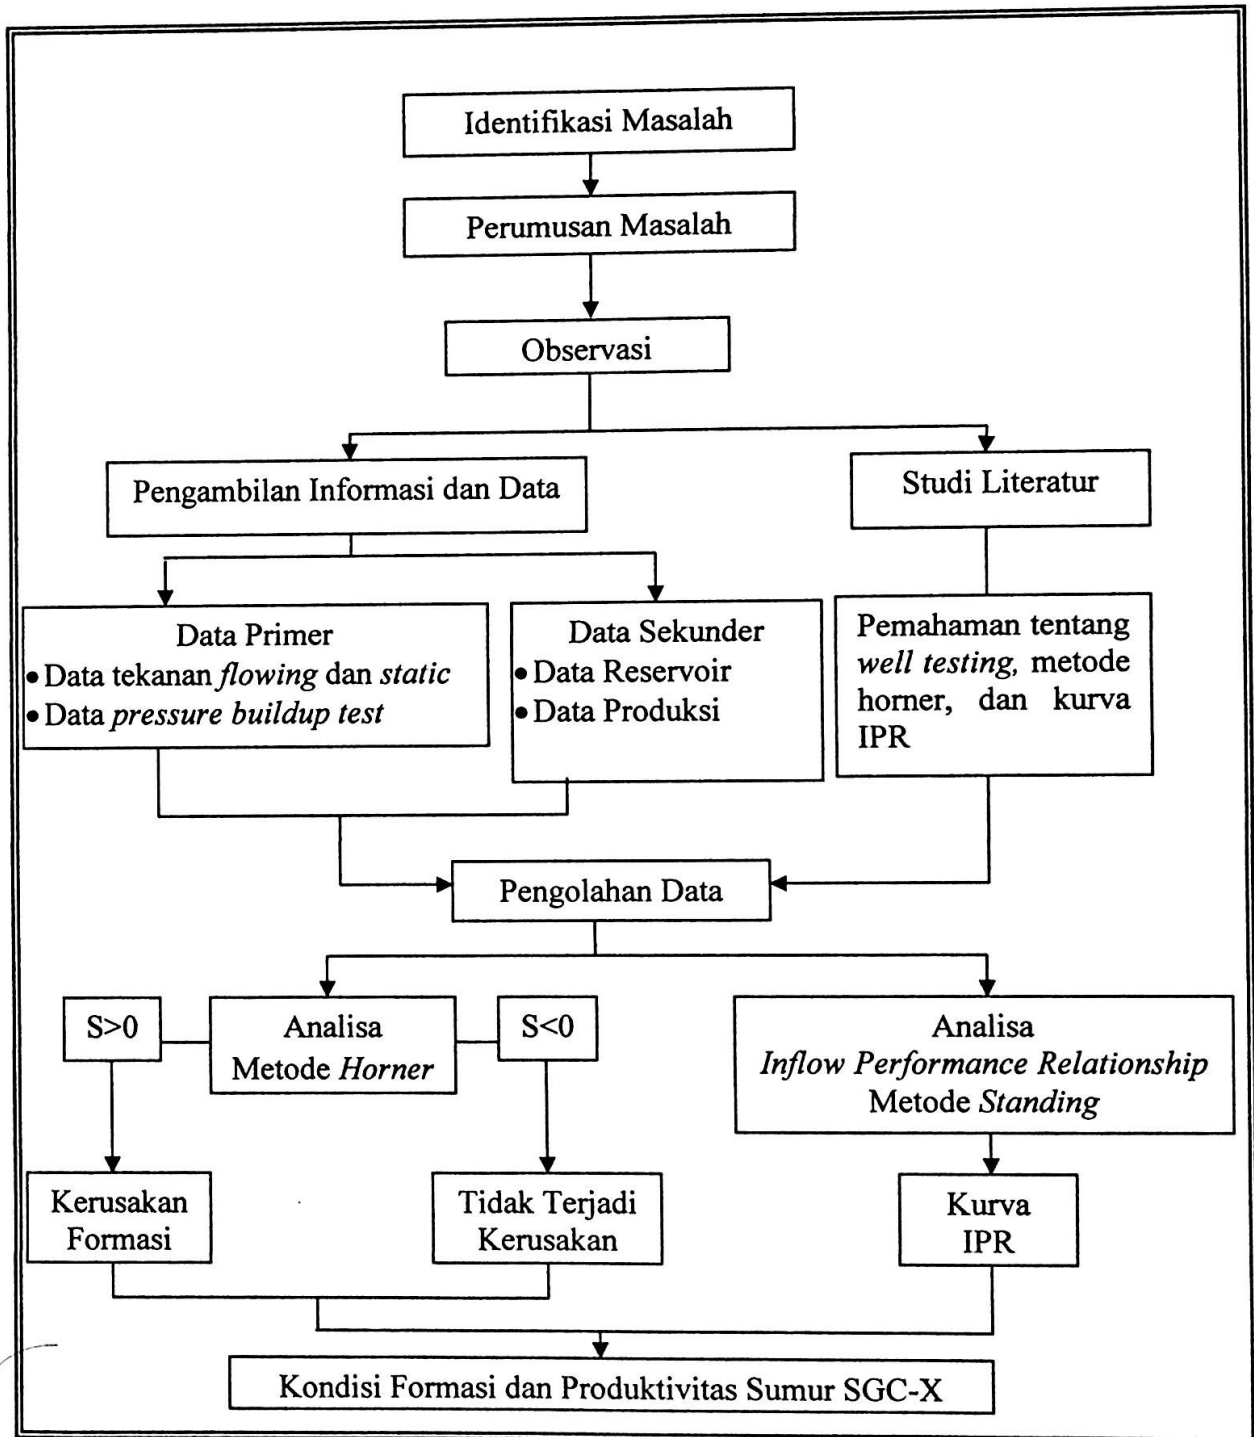 Identifikasi Masalah
Perumusan Masalah
Observasi
Pengambilan Informasi dan Data
Studi Literatur
Data Primer
• Data tekanan flowing dan static
• Data pressure buildup test
Data Sekunder
• Data Reservoir
• Data Produksi
Pemahaman tentang
well testing, metode
horner, dan kurva
IPR
Pengolahan Data
S>0
Analisa
Metode Horner
S<0
Analisa
Inflow Performance Relationship
Metode Standing
Kerusakan
Formasi
Tidak Terjadi
Kerusakan
Kurva
IPR
Kondisi Formasi dan Produktivitas Sumur SGC-X